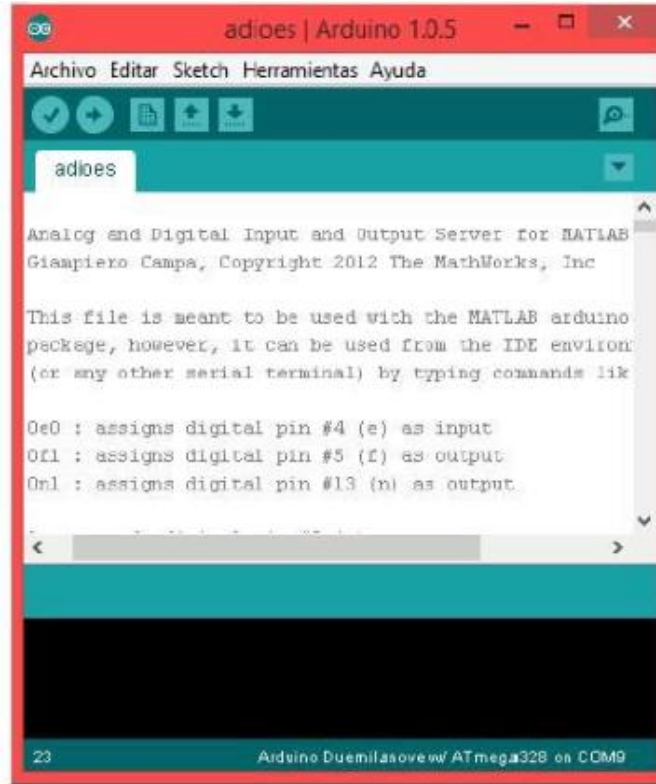 adioes | Arduino 1.0.5
Archivo Editar Sketch Herramientas Ayuda
adioes
Analog and Digital Input and Output Server for MATLAB
Giampiero Campa, Copyright 2012 The MathWorks, Inc
This file is meant to be used with the MATLAB arduino
package, however, it can be used from the IDE environ
(or any other serial terminal) by typing commands lik
0e0 : assigns digital pin #4 (e) as input
0f1 : assigns digital pin #5 (f) as output
0n1 : assigns digital pin #13 (n) as output
23
Arduino Duemilanove w/ ATmega328 on COM9